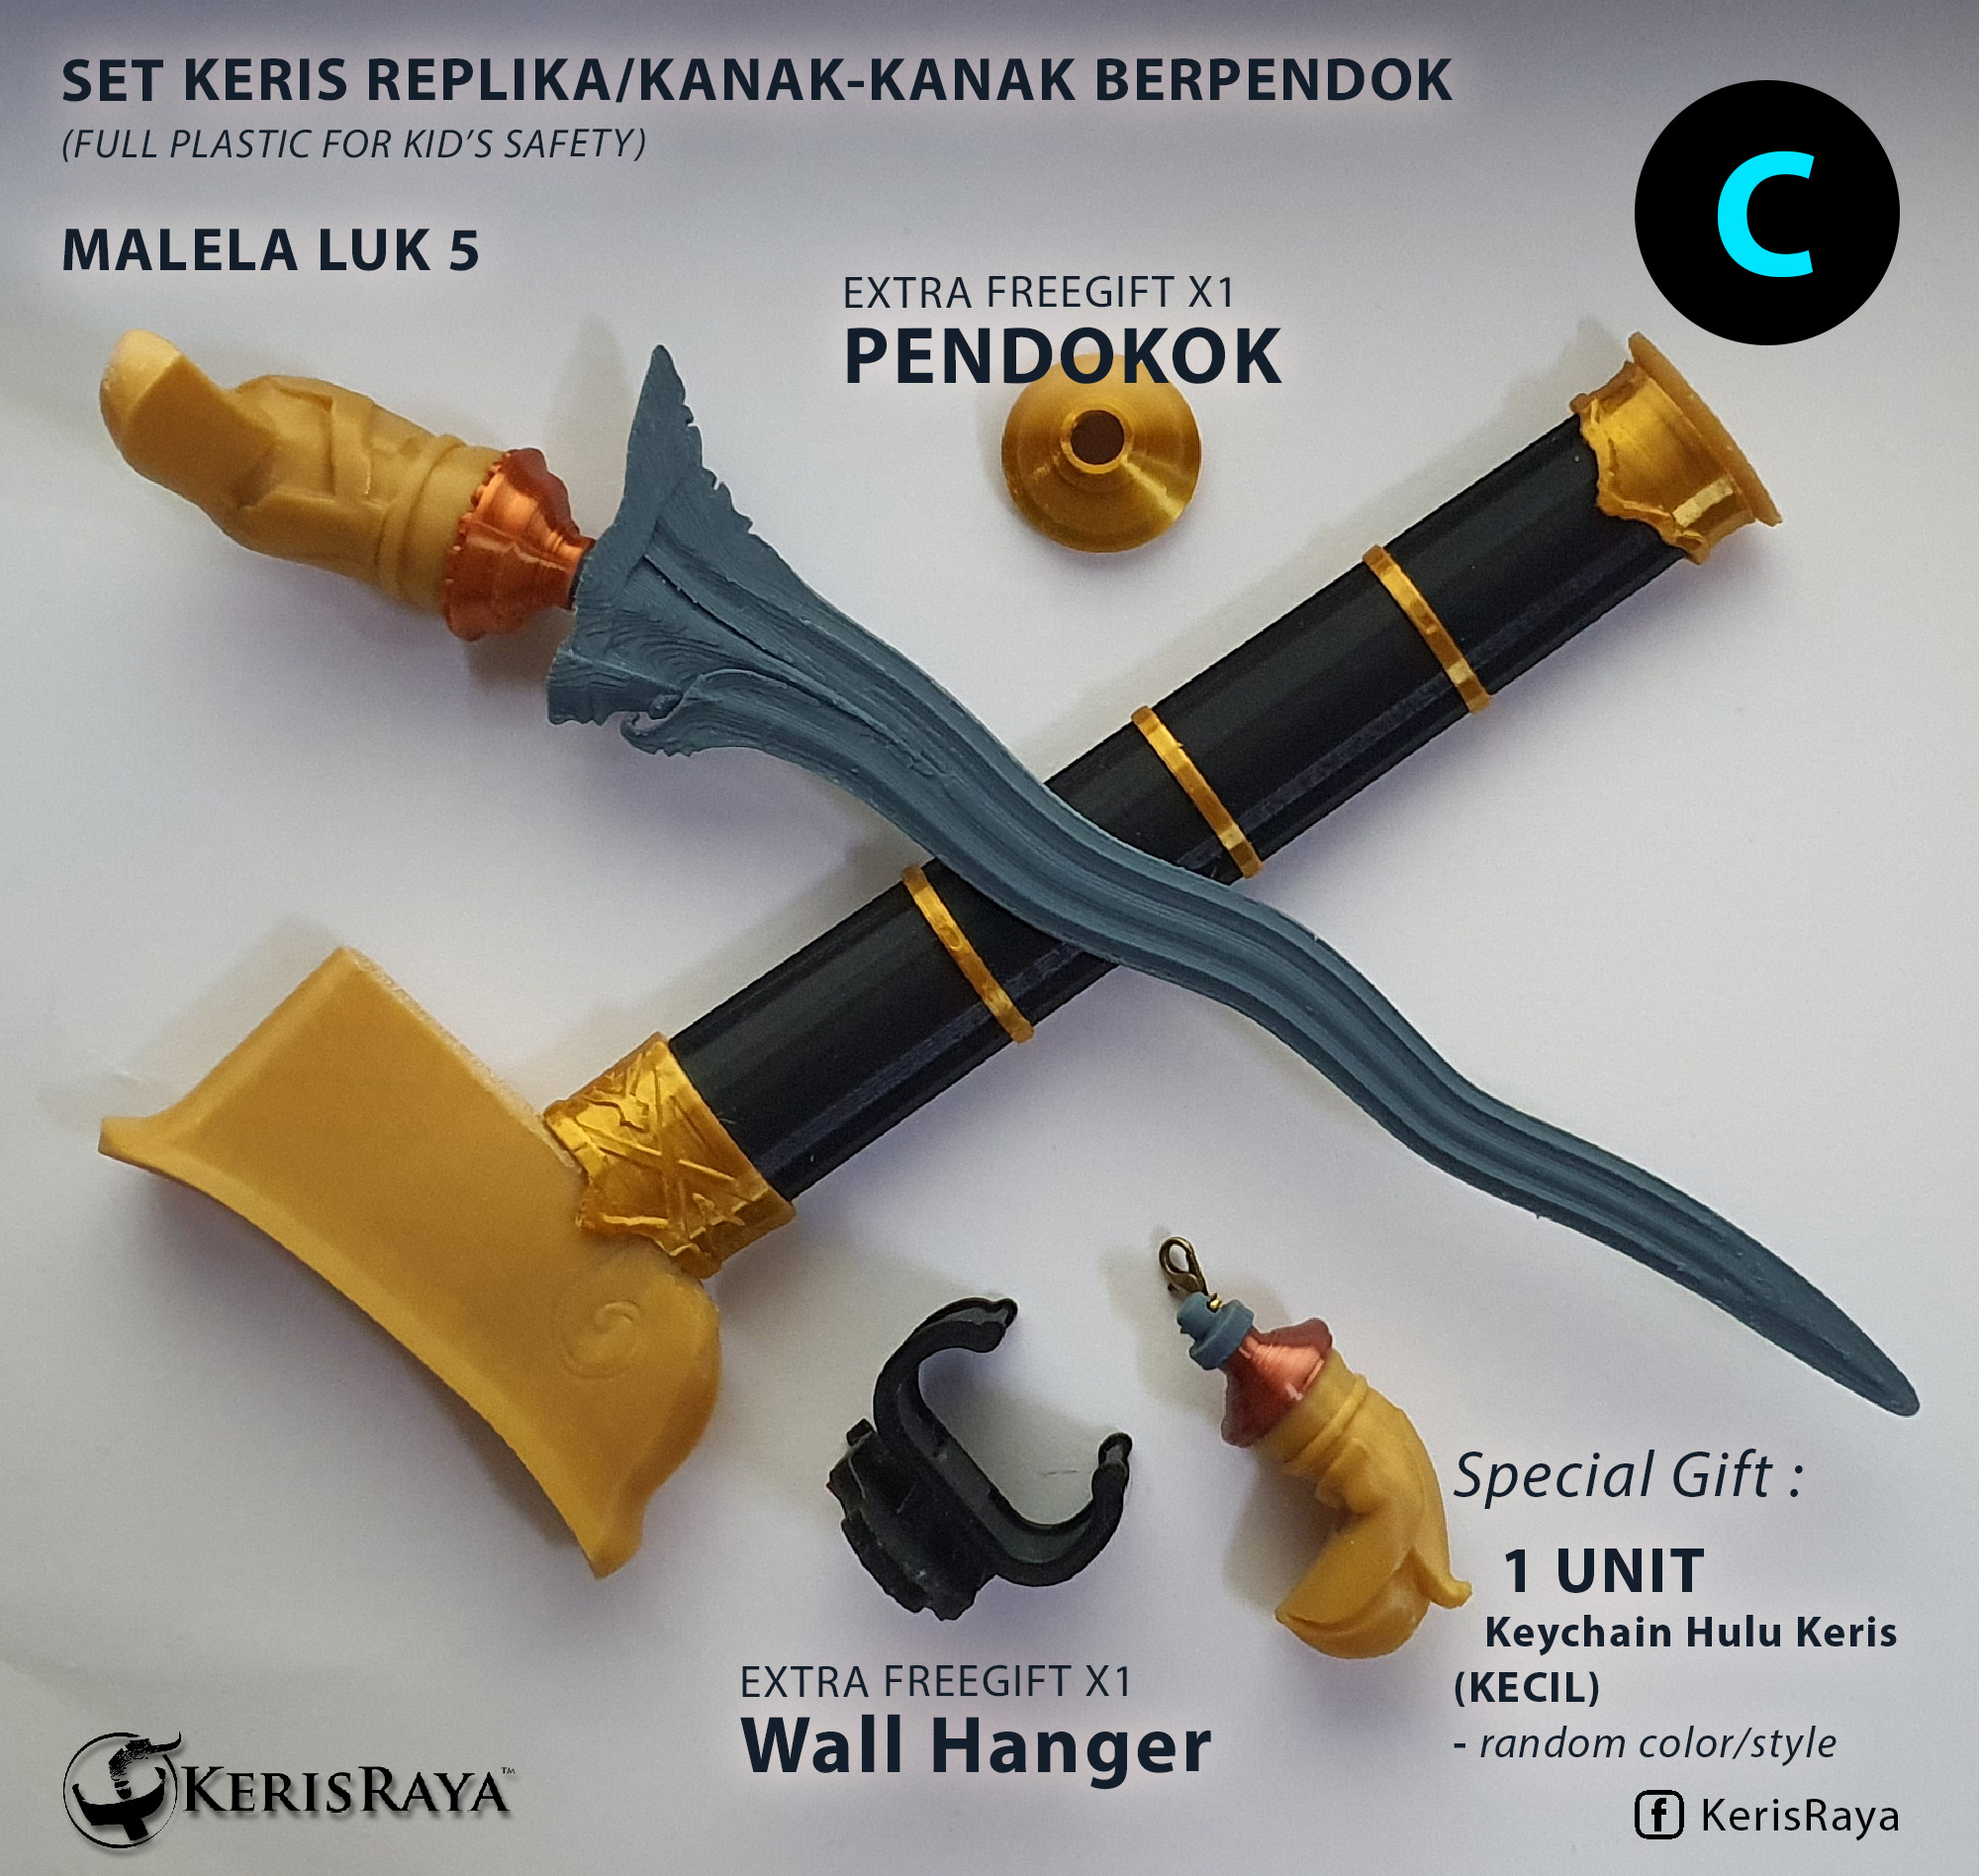 SET KERIS REPLIKA/KANAK-KANAK BERPENDOK
(FULL PLASTIC FOR KID'S SAFETY)
MALELA LUK 5
C
EXTRA FREEGIFT X1
PENDOKOK
Special Gift :
1 UNIT
Keychain Hulu Keris
(KECIL)
- random color/style
EXTRA FREEGIFT X1
Wall Hanger
KERISRAYA™
f KerisRaya